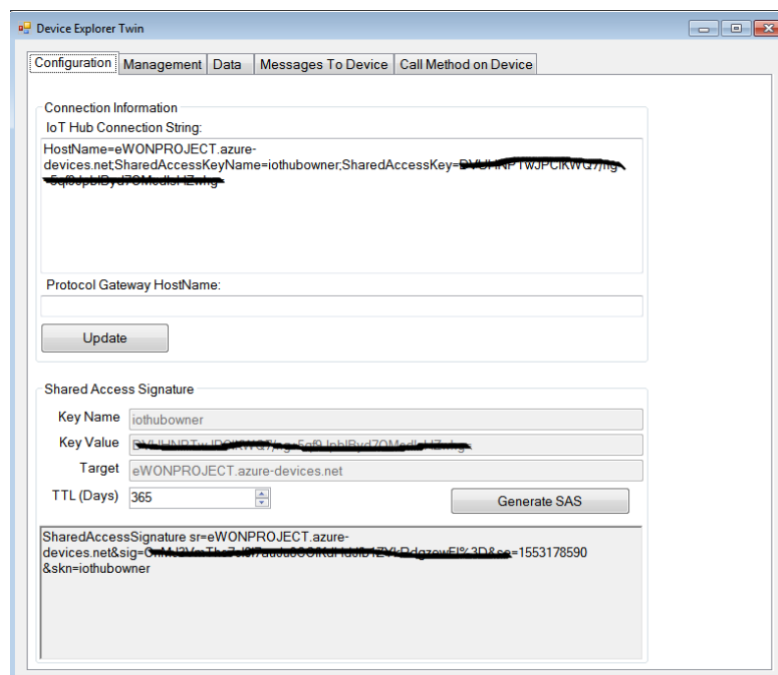 Device Explorer Twin
Configuration Management Data Messages To Device Call Method on Device
Connection Information
IoT Hub Connection String:
HostName=eWONPROJECT.azure-
devices.net;SharedAccessKeyName=iothubowner;SharedAccessKey=
Protocol Gateway HostName:
Update
Shared Access Signature
Key Name iothubowner
Key Value
Target eWONPROJECT.azure-devices.net
TTL (Days) 365 Generate SAS
SharedAccessSignature sr=eWONPROJECT.azure-
devices.net&sig= =1553178590
&skn=iothubowner